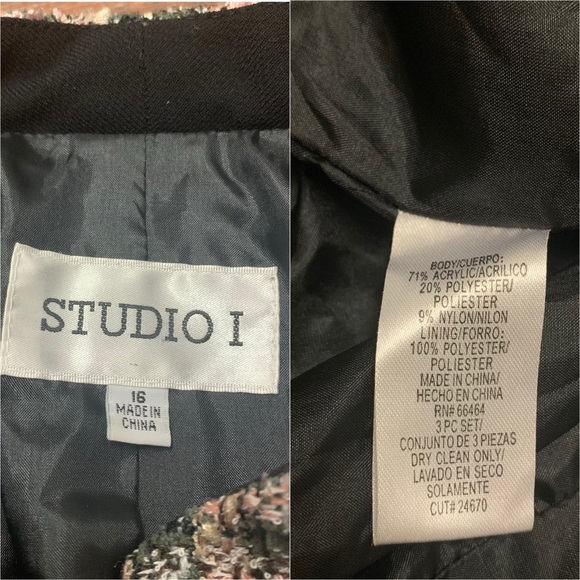 STUDIO I
16
MADE IN
CHINA
BODY/CUERPO:
71% ACRYLIC/ACRILICO
20% POLYESTER/
POLIESTER
9% NYLON/NILON
LINING/FORRO:
100% POLYESTER/
POLIESTER
MADE IN CHINA/
HECHO EN CHINA
RN# 66464
3 PC SET/
CONJUNTO DE 3 PIEZAS
DRY CLEAN ONLY/
LAVADO EN SECO
SOLAMENTE
CUT# 24670